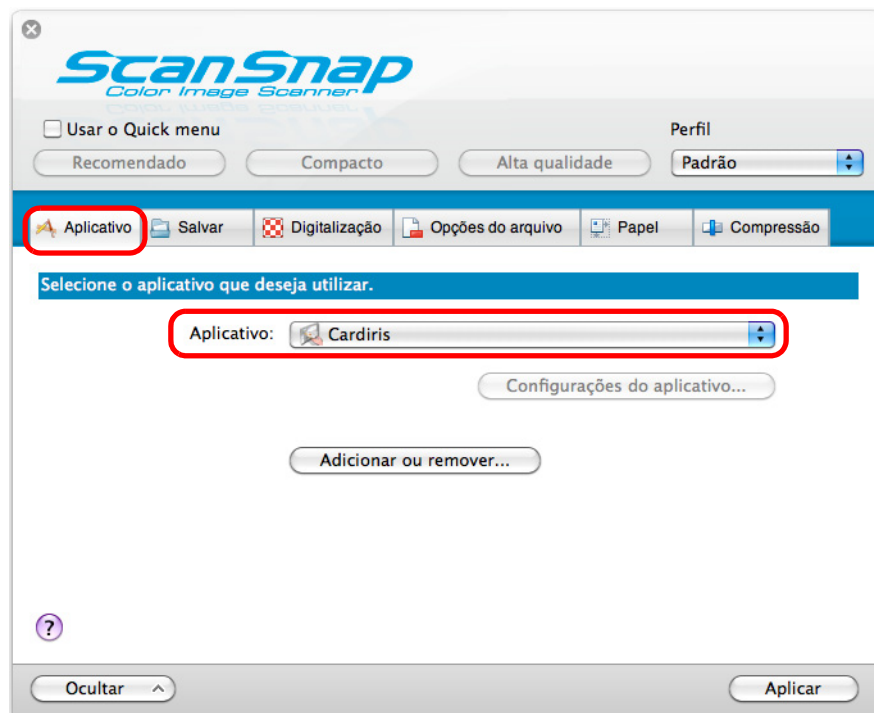 ScanSnap
Color Image Scanner
Usar o Quick menu
Perfil
Recomendado Compacto Alta qualidade Padrão
Aplicativo Salvar Digitalização Opções do arquivo Papel Compressão
Selecione o aplicativo que deseja utilizar.
Aplicativo: Cardiris
Configurações do aplicativo...
Adicionar ou remover...
?
Ocultar Aplicar